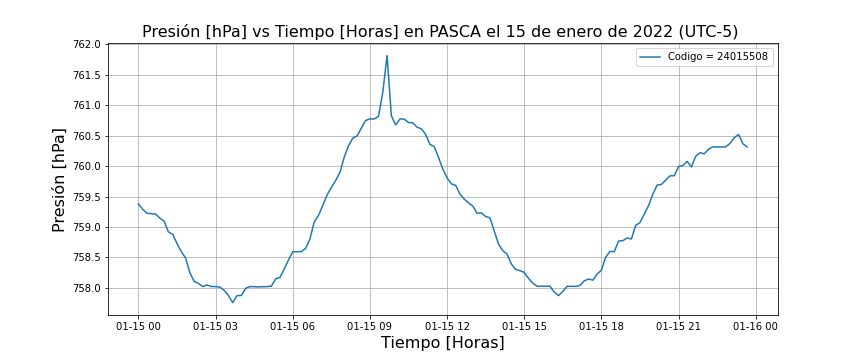 Presión [hPa] vs Tiempo [Horas] en PASCA el 15 de enero de 2022 (UTC-5)
Codigo = 24015508
Presión [hPa]
762.0
761.5
761.0
760.5
760.0
759.5
759.0
758.5
758.0
01-15 00 01-15 03 01-15 06 01-15 09 01-15 12 01-15 15 01-15 18 01-15 21 01-16 00
Tiempo [Horas]